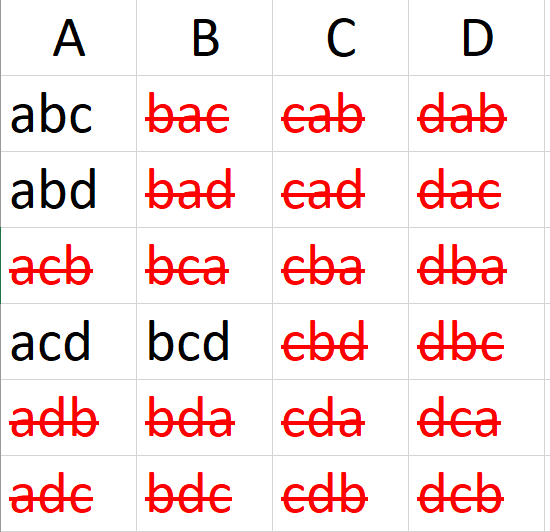 A B C D
abc bac cab dab
abd bad cad dac
acb bca cba dba
acd bcd cbd dbc
adb bda cda dca
adc bdc cdb dcb